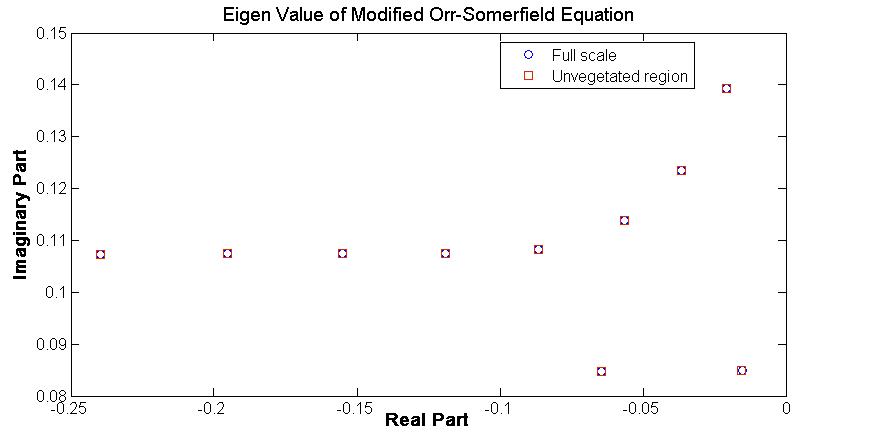 Eigen Value of Modified Orr-Somerfield Equation
0.15
0.14
0.13
0.12
0.11
0.1
0.09
0.08
Imaginary Part
Full scale
Unvegetated region
-0.25
-0.2
-0.15
-0.1
-0.05
0
Real Part